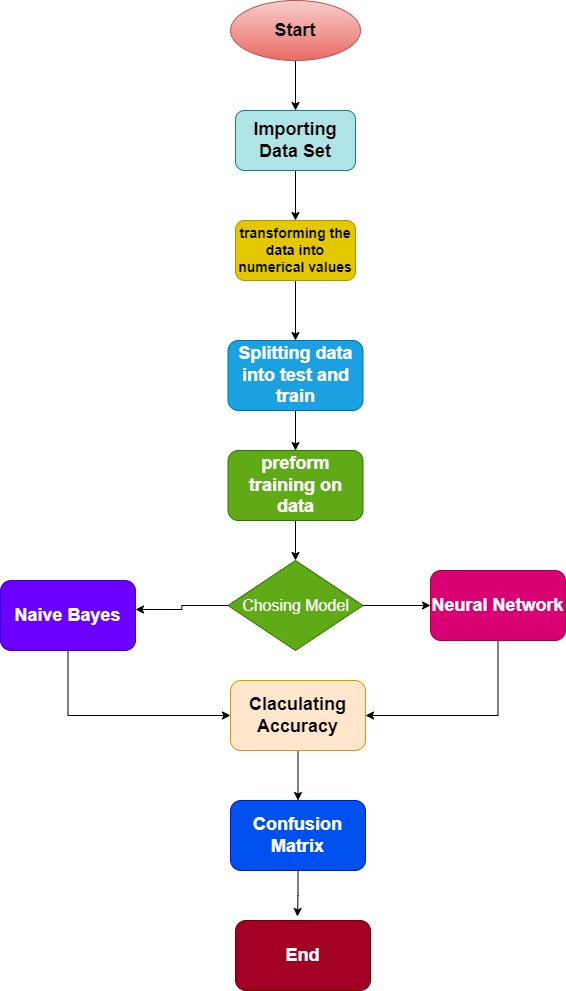 Start
Importing
Data Set
transforming the
data into
numerical values
Splitting data
into test and
train
preform
training on
data
Chosing Model
Naive Bayes
Neural Network
Claculating
Accuracy
Confusion
Matrix
End